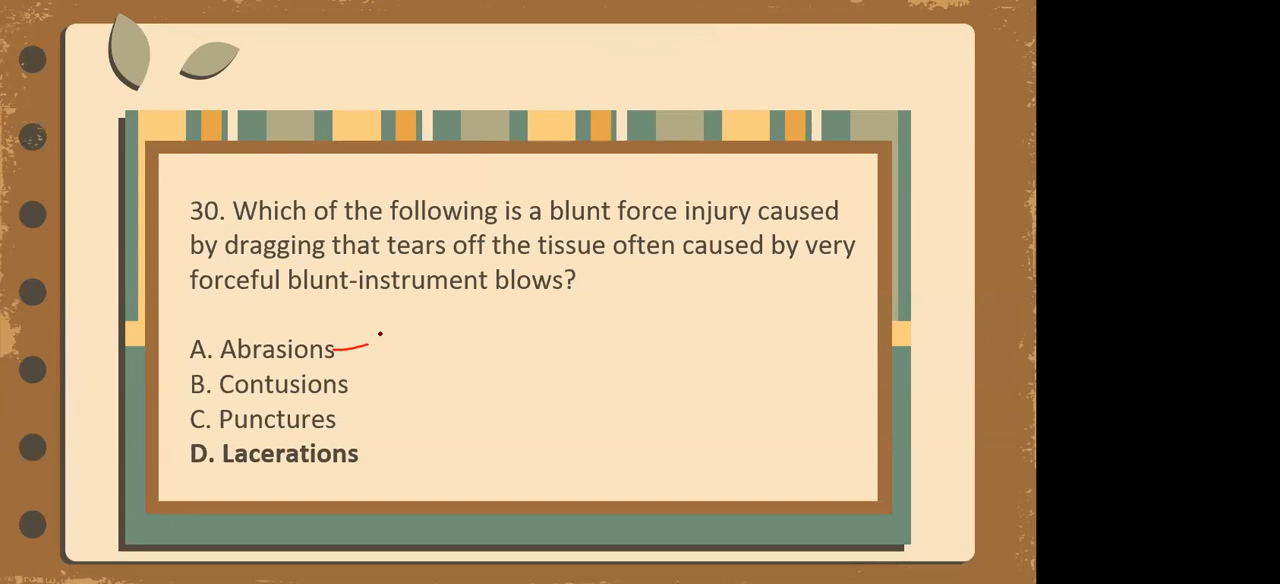 30. Which of the following is a blunt force injury caused
by dragging that tears off the tissue often caused by very
forceful blunt-instrument blows?
A. Abrasions
B. Contusions
C. Punctures
D. Lacerations